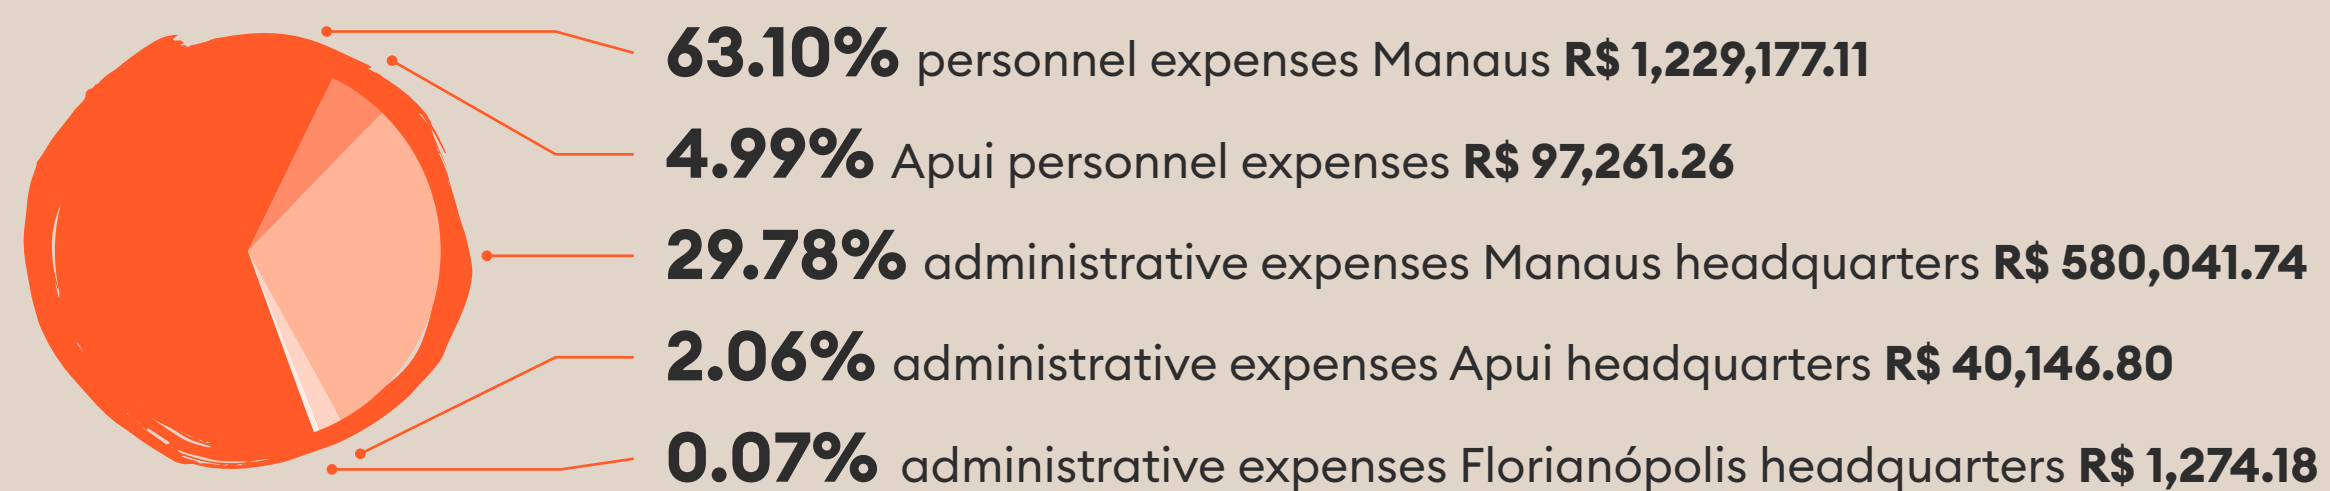 63.10% personnel expenses Manaus R$ 1,229,177.11
4.99% Apui personnel expenses R$ 97,261.26
29.78% administrative expenses Manaus headquarters R$ 580,041.74
2.06% administrative expenses Apui headquarters R$ 40,146.80
0.07% administrative expenses Florianópolis headquarters R$ 1,274.18